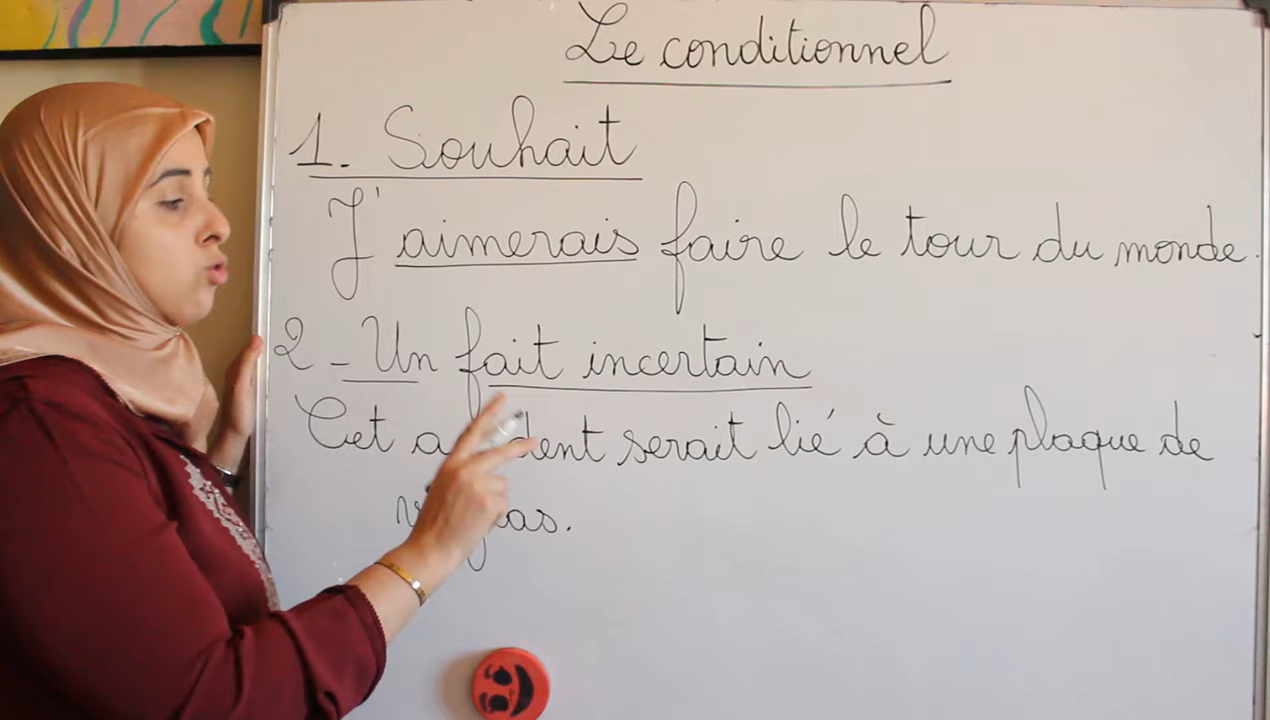 Le conditionnel
1. Souhait
J'aimerais faire le tour du monde.
2 - Un fait incertain
Cet serait lié à une plaque de